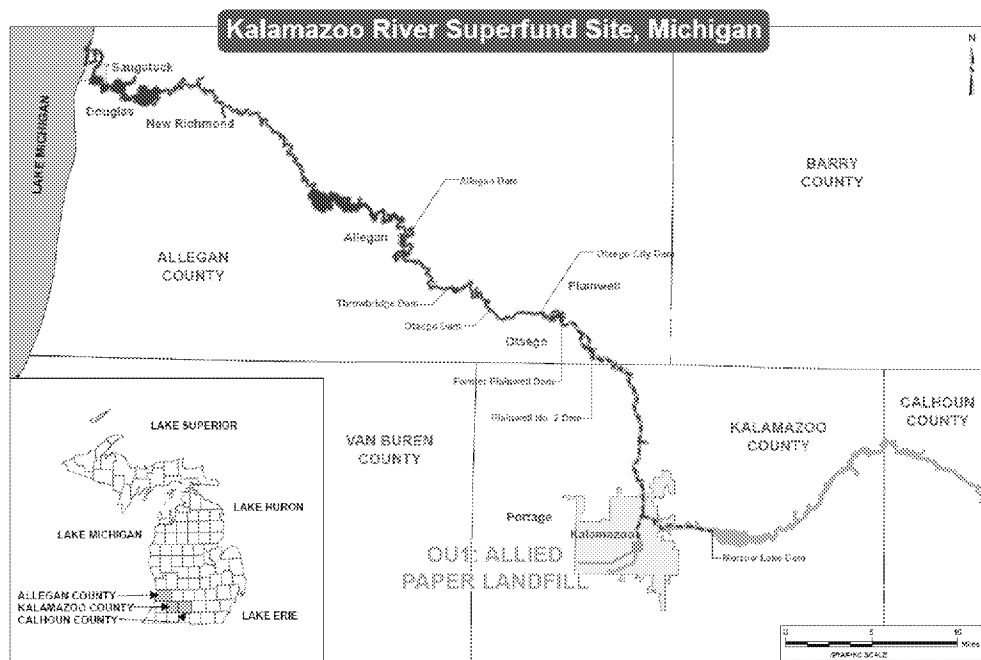 Kalamazoo River Superfund Site, Michigan
N
Saugatuck
Douglas
New Richmond
LAKE MICHIGAN
BARRY
COUNTY
Allegan Dam
Allegan
ALLEGAN
COUNTY
Otsego City Dam
Plainwell
Throwbridge Dam
Otsego Dam
Otsego
Former Plainwell Dam
Plainwell No. 2 Dam
CALHOUN
COUNTY
KALAMAZOO
COUNTY
VAN BUREN
COUNTY
LAKE SUPERIOR
LAKE HURON
LAKE MICHIGAN
Portage
Kalamazoo
OU1: ALLIED
PAPER LANDFILL
Morrow Lake Dam
ALLEGAN COUNTY
KALAMAZOO COUNTY
CALHOUN COUNTY
LAKE ERIE
0 5 10
Miles
GRAPHIC SCALE